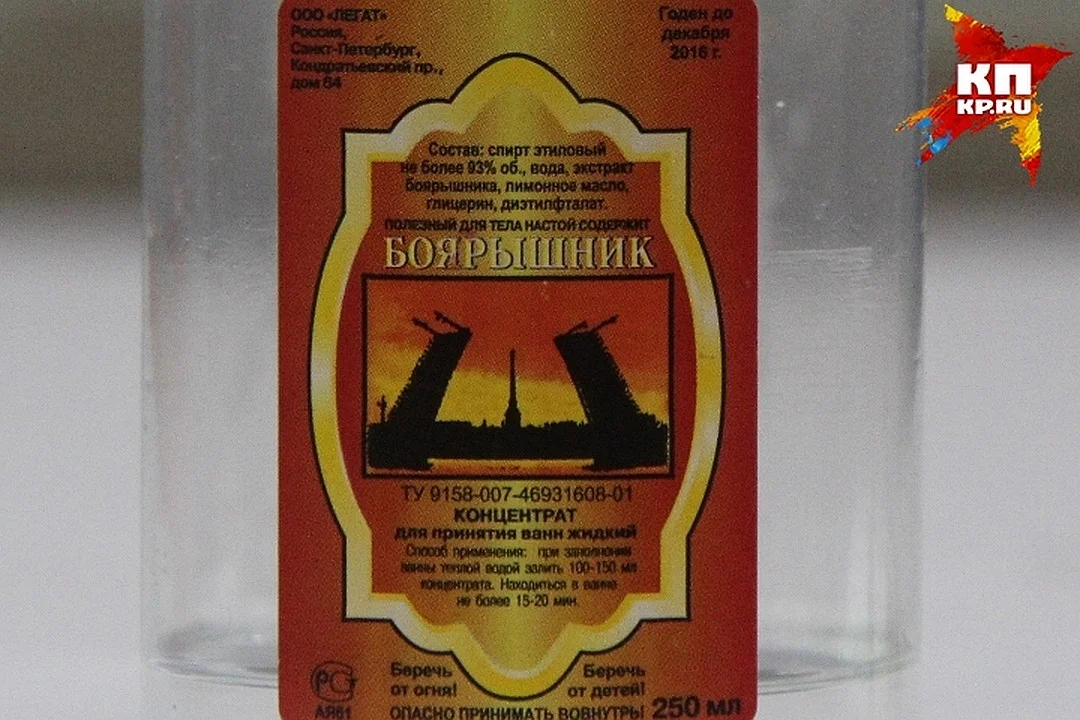 ООО «ЛЕГАТ»
Россия,
Санкт-Петербург,
Кондратьевский пр.,
дом 64
Годен до
декабря
2016 г.
КП
KP.RU
Состав: спирт этиловый
не более 93% об., вода, экстракт
боярышника, лимонное масло,
глицерин, диэтилфталат.
ПОЛЕЗНЫЙ ДЛЯ ТЕЛА НАСТОЙ СОДЕРЖИТ
БОЯРЫШНИК
ТУ 9158-007-46931608-01
КОНЦЕНТРАТ
для принятия ванн жидкий
Способ применения: при заполнении
ванны теплой водой залить 100-150 мл
концентрата. Находиться в ванне
не более 15-20 мин.
РСТ
АЯ61
Беречь
от огня!
Беречь
от детей!
ОПАСНО ПРИНИМАТЬ ВОВНУТРЬ!
250 мл